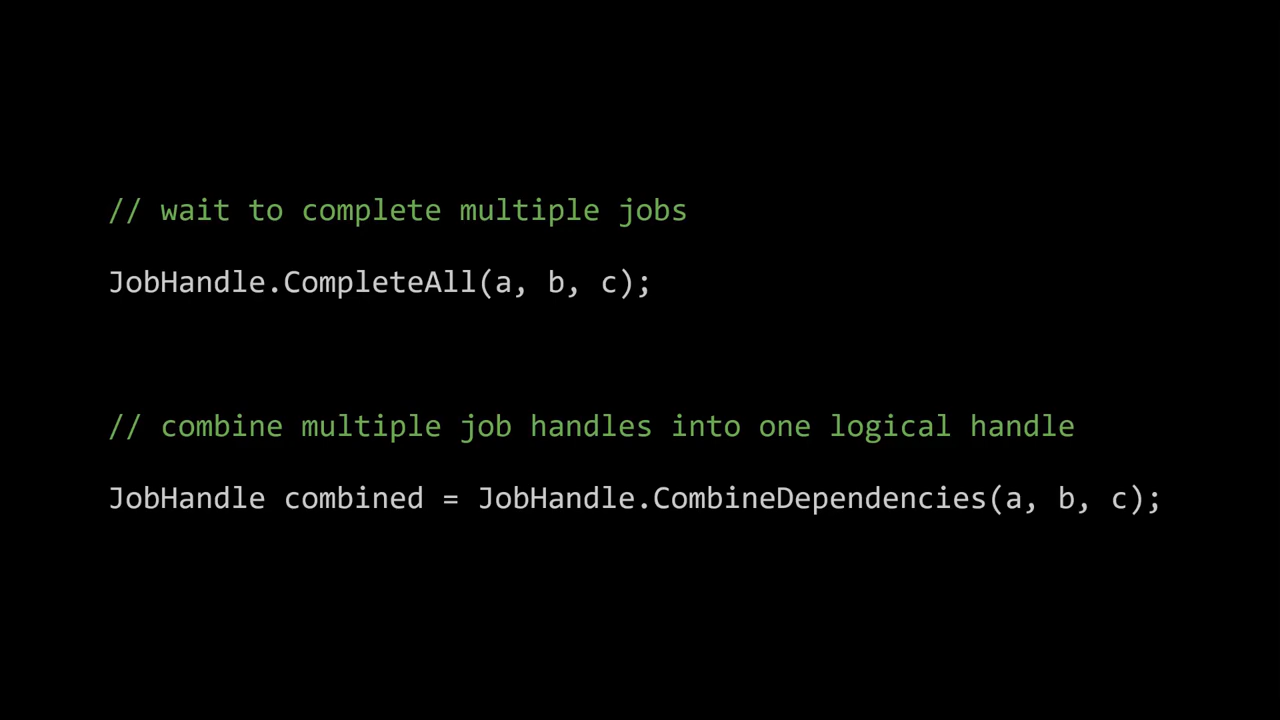 // wait to complete multiple jobs
JobHandle.CompleteAll(a, b, c);
// combine multiple job handles into one logical handle
JobHandle combined = JobHandle.CombineDependencies(a, b, c);